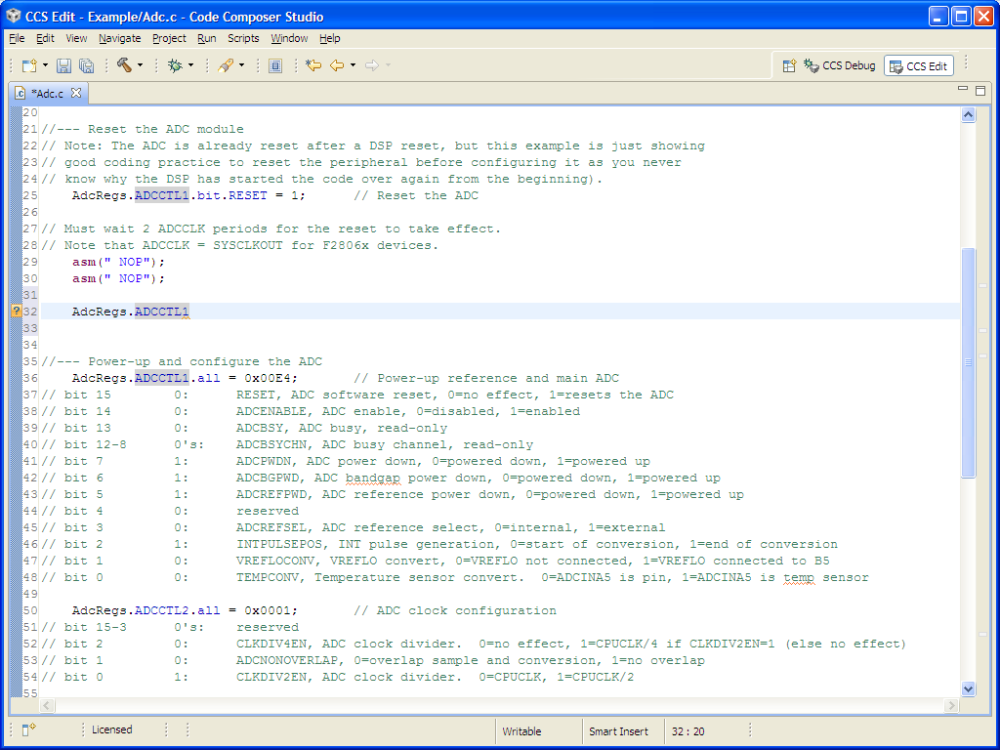 CCS Edit - Example/Adc.c - Code Composer Studio
File Edit View Navigate Project Run Scripts Window Help
CCS Debug CCS Edit
*Adc.c
20
21 //--- Reset the ADC module
22 // Note: The ADC is already reset after a DSP reset, but this example is just showing
23 // good coding practice to reset the peripheral before configuring it as you never
24 // know why the DSP has started the code over again from the beginning).
25 AdcRegs.ADCCTL1.bit.RESET = 1; // Reset the ADC
26
27 // Must wait 2 ADCCLK periods for the reset to take effect.
28 // Note that ADCCLK = SYSCLKOUT for F2806x devices.
29 asm(" NOP");
30 asm(" NOP");
31
32 AdcRegs.ADCCTL1
33
34
35 //--- Power-up and configure the ADC
36 AdcRegs.ADCCTL1.all = 0x00E4; // Power-up reference and main ADC
37 // bit 15 0: RESET, ADC software reset, 0=no effect, 1=resets the ADC
38 // bit 14 0: ADCENABLE, ADC enable, 0=disabled, 1=enabled
39 // bit 13 0: ADCBSY, ADC busy, read-only
40 // bit 12-8 0's: ADCBSYCHN, ADC busy channel, read-only
41 // bit 7 1: ADCPWDN, ADC power down, 0=powered down, 1=powered up
42 // bit 6 1: ADCBGPWD, ADC bandgap power down, 0=powered down, 1=powered up
43 // bit 5 1: ADCREFPWD, ADC reference power down, 0=powered down, 1=powered up
44 // bit 4 0: reserved
45 // bit 3 0: ADCREFSEL, ADC reference select, 0=internal, 1=external
46 // bit 2 1: INTPULSEPOS, INT pulse generation, 0=start of conversion, 1=end of conversion
47 // bit 1 0: VREFLOCONV, VREFLO convert, 0=VREFLO not connected, 1=VREFLO connected to B5
48 // bit 0 0: TEMPCONV, Temperature sensor convert. 0=ADCINA5 is pin, 1=ADCINA5 is temp sensor
49
50 AdcRegs.ADCCTL2.all = 0x0001; // ADC clock configuration
51 // bit 15-3 0's: reserved
52 // bit 2 0: CLKDIV4EN, ADC clock divider. 0=no effect, 1=CPUCLK/4 if CLKDIV2EN=1 (else no effect)
53 // bit 1 0: ADCNONOVERLAP, 0=overlap sample and conversion, 1=no overlap
54 // bit 0 1: CLKDIV2EN, ADC clock divider. 0=CPUCLK, 1=CPUCLK/2
55
Licensed Writable Smart Insert 32 : 20